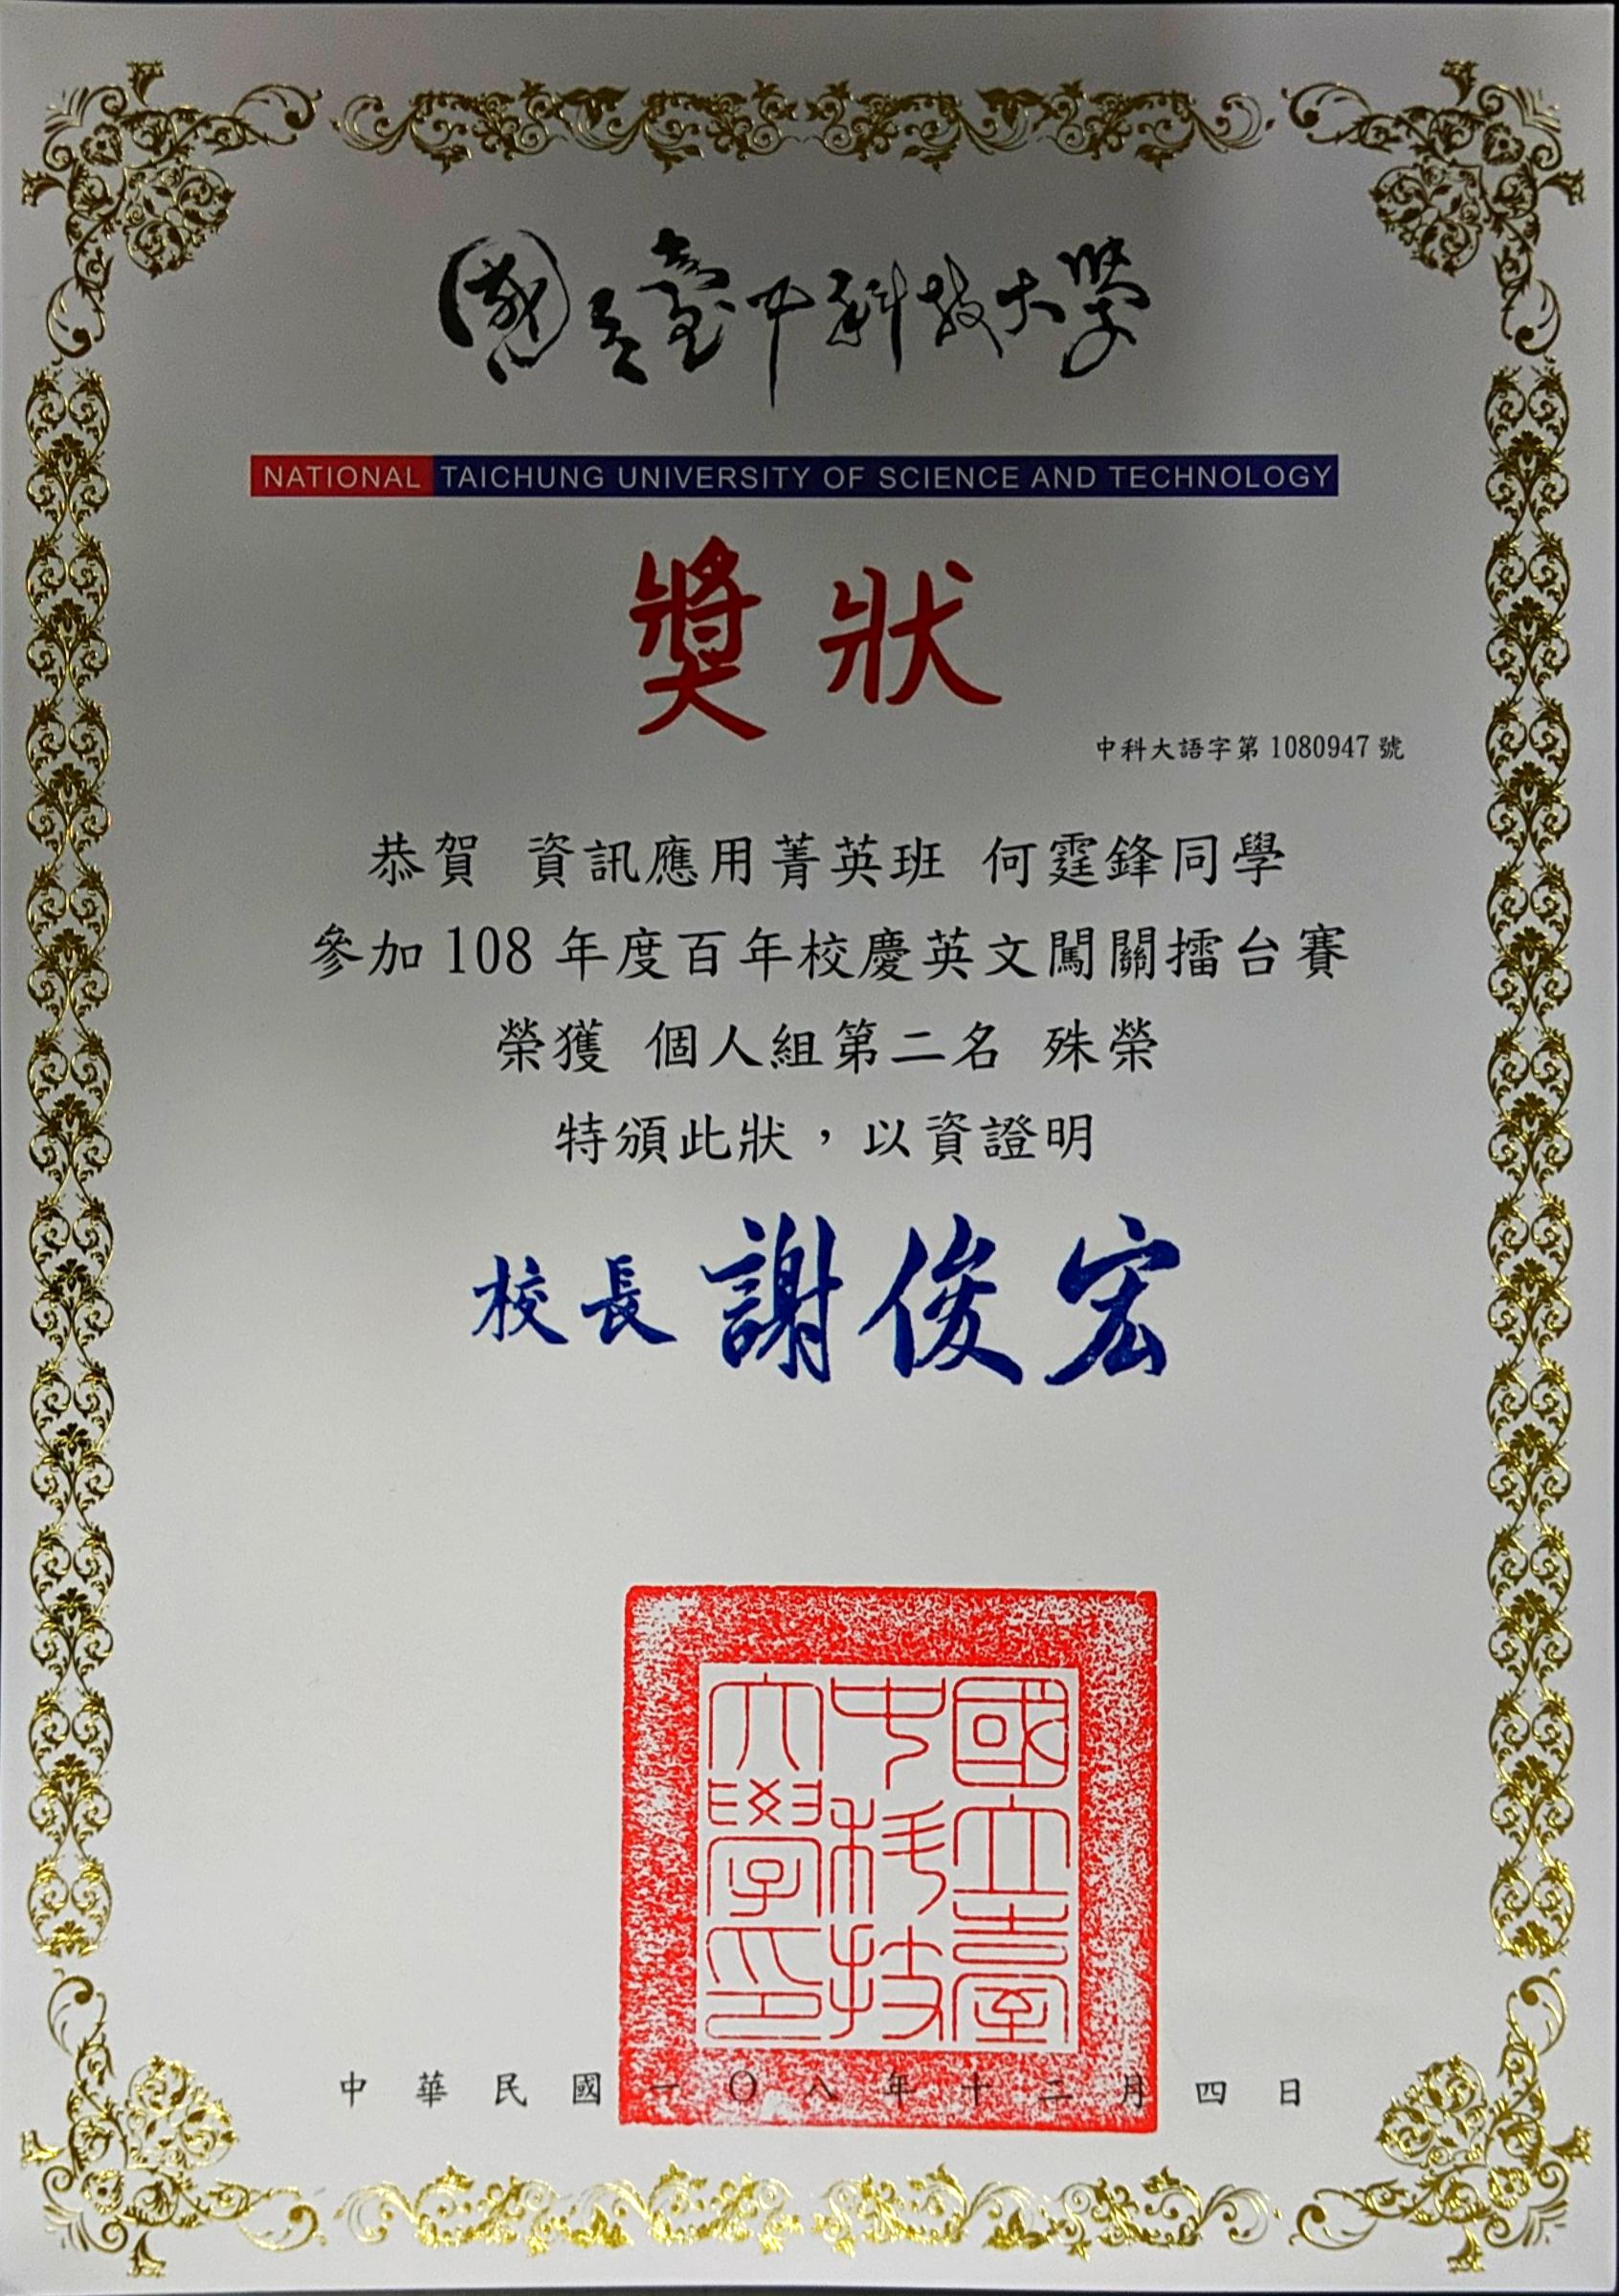 國立臺中科技大學
NATIONAL TAICHUNG UNIVERSITY OF SCIENCE AND TECHNOLOGY
獎狀
中科大語字第1080947號
恭賀 資訊應用菁英班 何霆鋒同學
參加108年度百年校慶英文闖關擂台賽
榮獲 個人組第二名 殊榮
特頒此狀，以資證明
校長 謝俊宏
國立臺
中科技
大學印
中華民國一〇八年十二月四日